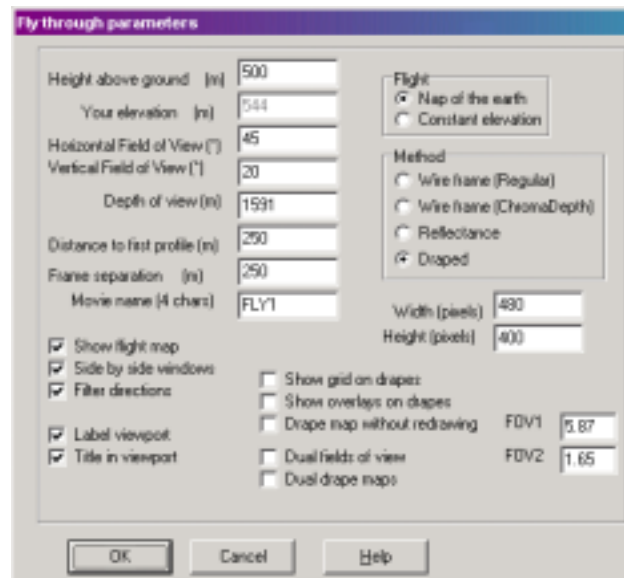 Fly through parameters
Height above ground (m) 500
Your elevation (m) 544
Horizontal Field of View (°) 45
Vertical Field of View (°) 20
Depth of view (m) 1591
Distance to first profile (m) 250
Frame separation (m) 250
Movie name (4 chars) FLY1
Flight
Nap of the earth
Constant elevation
Method
Wire frame (Regular)
Wire frame (ChromaDepth)
Reflectance
Draped
Width (pixels) 480
Height (pixels) 400
Show flight map
Side by side windows
Filter directions
Label viewport
Title in viewport
Show grid on drapes
Show overlays on drapes
Drape map without redrawing
Dual fields of view
Dual drape maps
FOV1 5.87
FOV2 1.65
OK Cancel Help